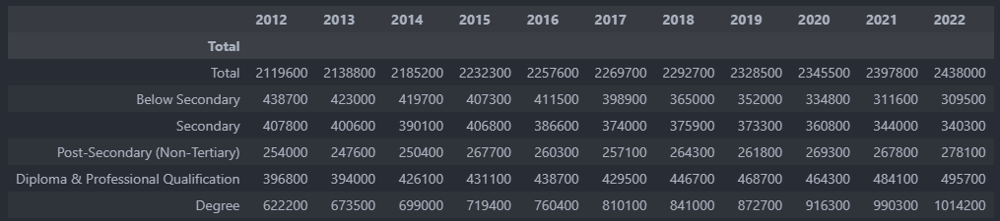 2012 2013 2014 2015 2016 2017 2018 2019 2020 2021 2022
Total
Total 2119600 2138800 2185200 2232300 2257600 2269700 2292700 2328500 2345500 2397800 2438000
Below Secondary 438700 423000 419700 407300 411500 398900 365000 352000 334800 311600 309500
Secondary 407800 400600 390100 406800 386600 374000 375900 373300 360800 344000 340300
Post-Secondary (Non-Tertiary) 254000 247600 250400 267700 260300 257100 264300 261800 269300 267800 278100
Diploma & Professional Qualification 396800 394000 426100 431100 438700 429500 446700 468700 464300 484100 495700
Degree 622200 673500 699000 719400 760400 810100 841000 872700 916300 990300 1014200